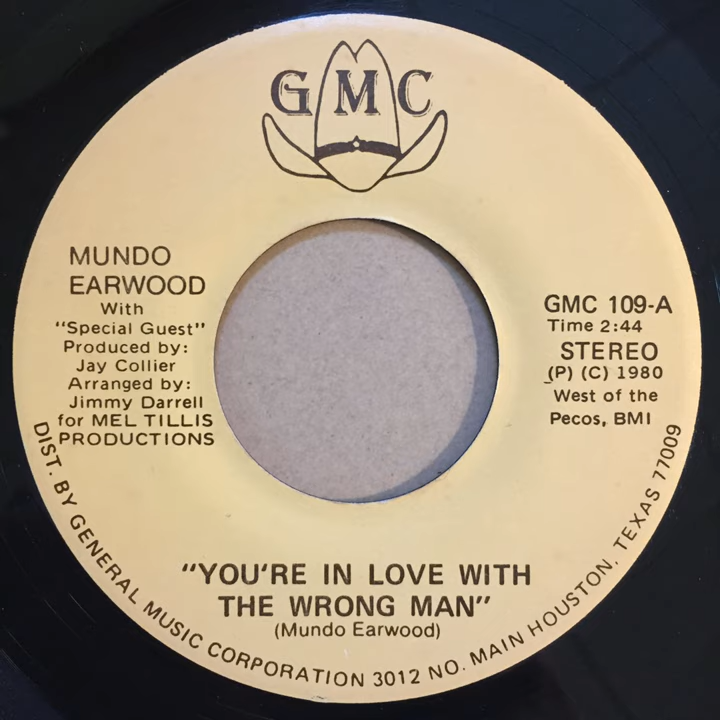 GMC
MUNDO
EARWOOD
With
"Special Guest"
Produced by:
Jay Collier
Arranged by:
Jimmy Darrell
for MEL TILLIS
PRODUCTIONS
GMC 109-A
Time 2:44
STEREO
(P) (C) 1980
West of the
Pecos, BMI
"YOU'RE IN LOVE WITH
THE WRONG MAN"
(Mundo Earwood)
DIST. BY GENERAL MUSIC CORPORATION 3012 NO. MAIN HOUSTON, TEXAS 77009